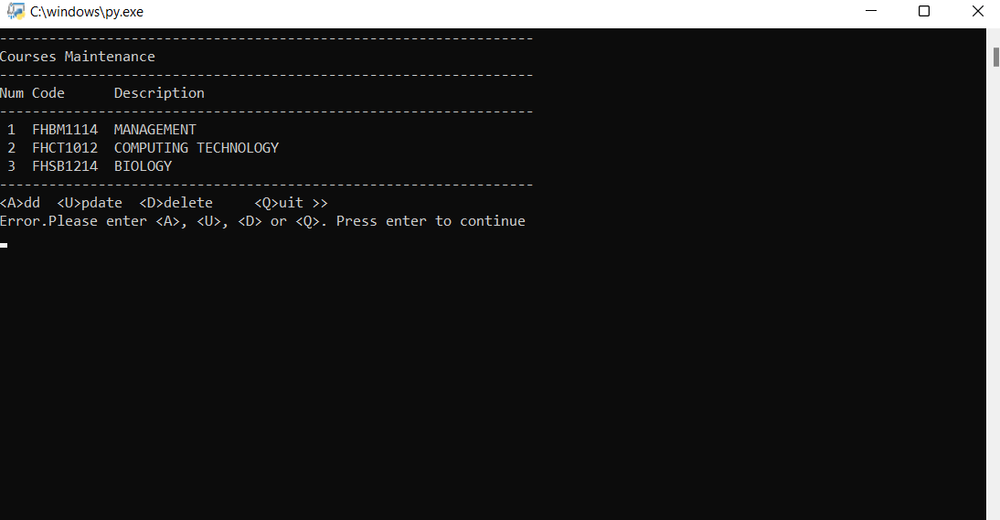 C:\windows\py.exe
-----------------------------------------------------------------
Courses Maintenance
-----------------------------------------------------------------
Num Code      Description
-----------------------------------------------------------------
 1  FHBM1114  MANAGEMENT
 2  FHCT1012  COMPUTING TECHNOLOGY
 3  FHSB1214  BIOLOGY
-----------------------------------------------------------------
<A>dd  <U>pdate  <D>delete     <Q>uit >>
Error.Please enter <A>, <U>, <D> or <Q>. Press enter to continue